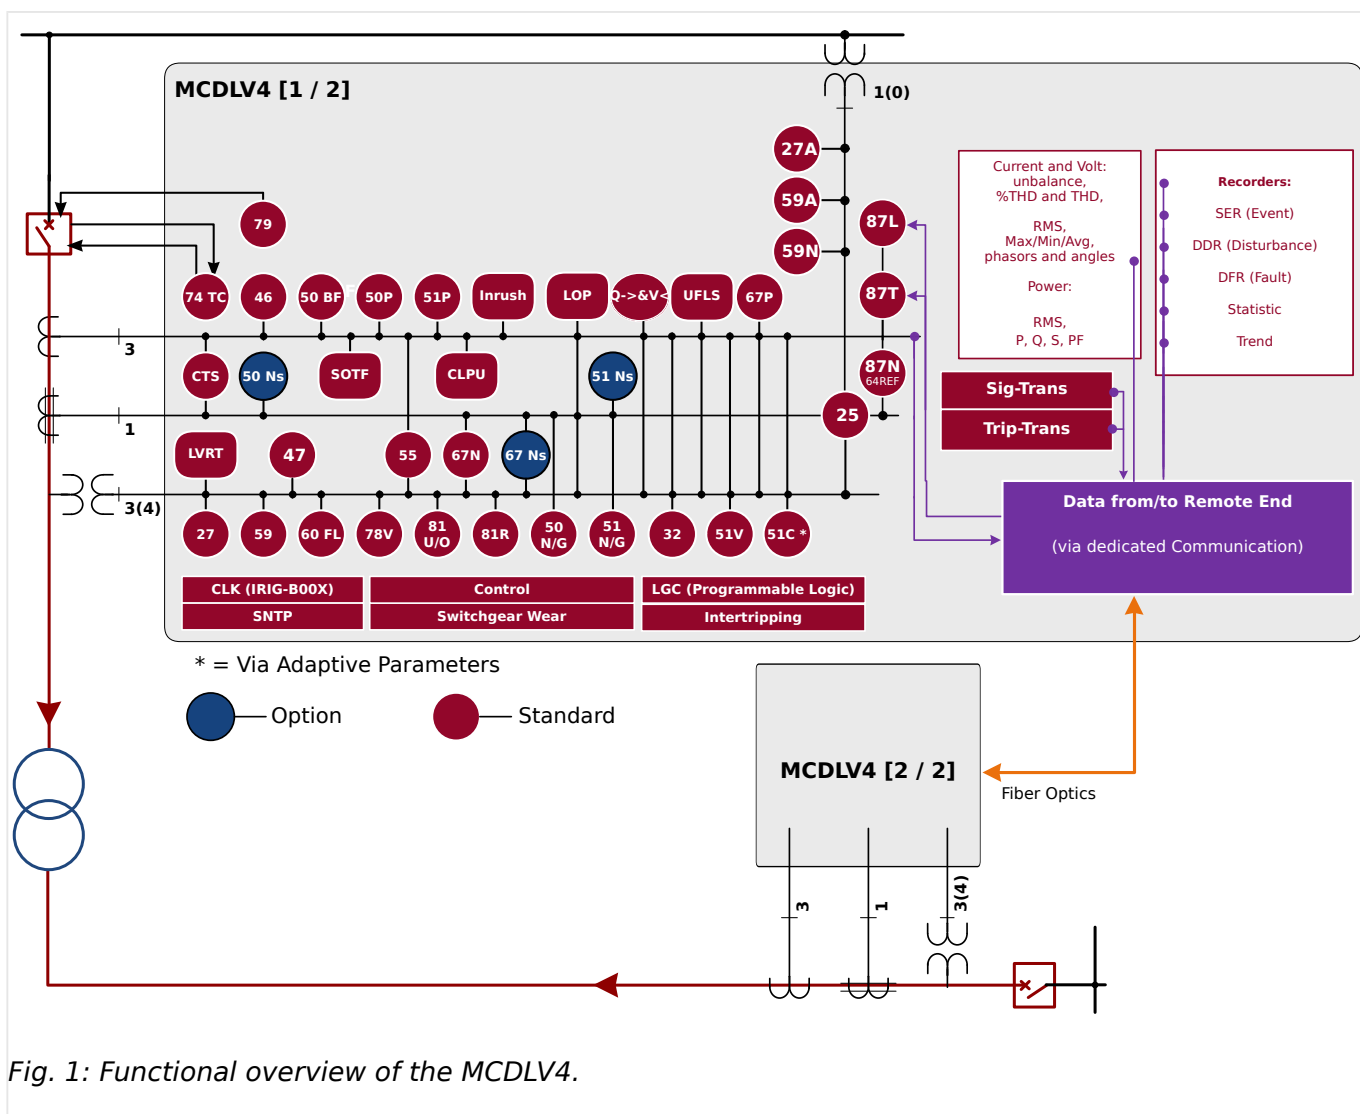 MCDLV4 [1 / 2]
1(0)
27A
59A
59N
79
87L
87T
87N
64REF
Current and Volt:
unbalance,
%THD and THD,
RMS,
Max/Min/Avg,
phasors and angles
Power:
RMS,
P, Q, S, PF
Recorders:
SER (Event)
DDR (Disturbance)
DFR (Fault)
Statistic
Trend
74 TC
46
50 BF
50P
51P
Inrush
LOP
Q->&V<
UFLS
67P
3
CTS
50 Ns
SOTF
CLPU
51 Ns
25
1
LVRT
47
55
67N
67 Ns
3(4)
27
59
60 FL
78V
81
U/O
81R
50
N/G
51
N/G
32
51V
51C *
Sig-Trans
Trip-Trans
Data from/to Remote End
(via dedicated Communication)
CLK (IRIG-B00X)
SNTP
Control
Switchgear Wear
LGC (Programmable Logic)
Intertripping
* = Via Adaptive Parameters
Option
Standard
MCDLV4 [2 / 2]
Fiber Optics
3
1
3(4)
Fig. 1: Functional overview of the MCDLV4.